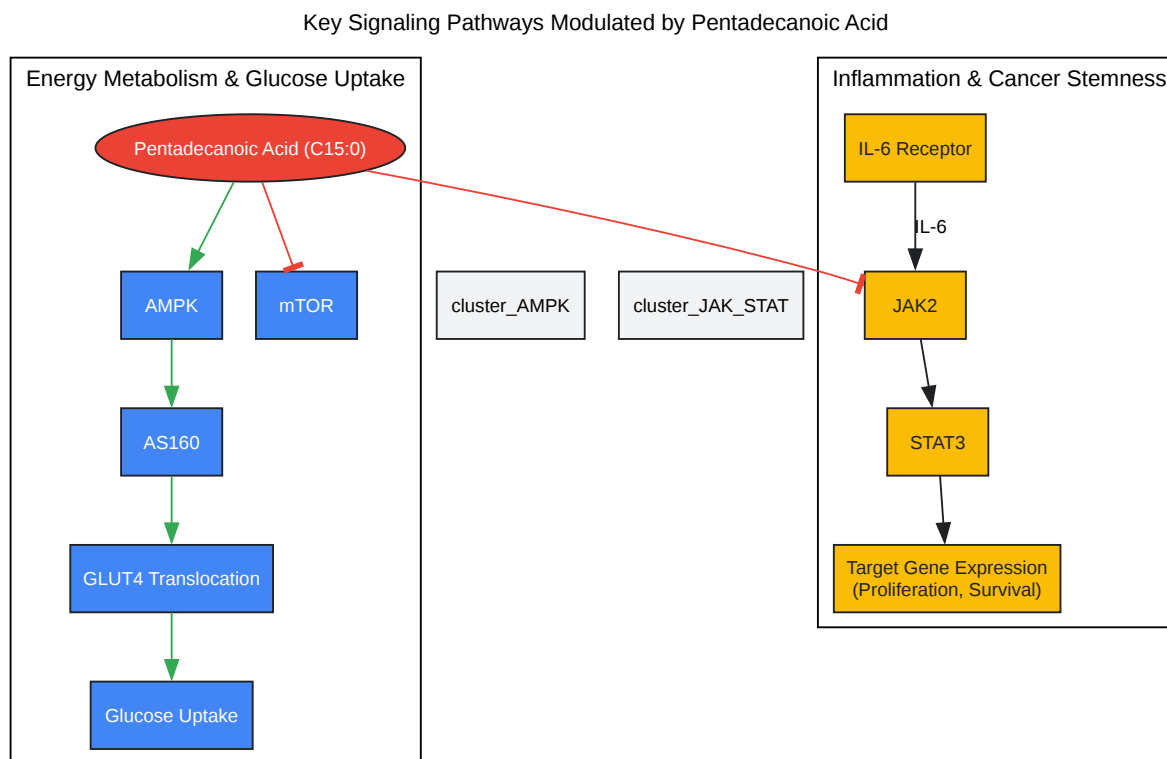 Key Signaling Pathways Modulated by Pentadecanoic Acid
Energy Metabolism & Glucose Uptake
Inflammation & Cancer Stemness
Pentadecanoic Acid (C15:0)
IL-6 Receptor
IL-6
AMPK
mTOR
cluster_AMPK
cluster_JAK_STAT
JAK2
AS160
STAT3
GLUT4 Translocation
Target Gene Expression
(Proliferation, Survival)
Glucose Uptake